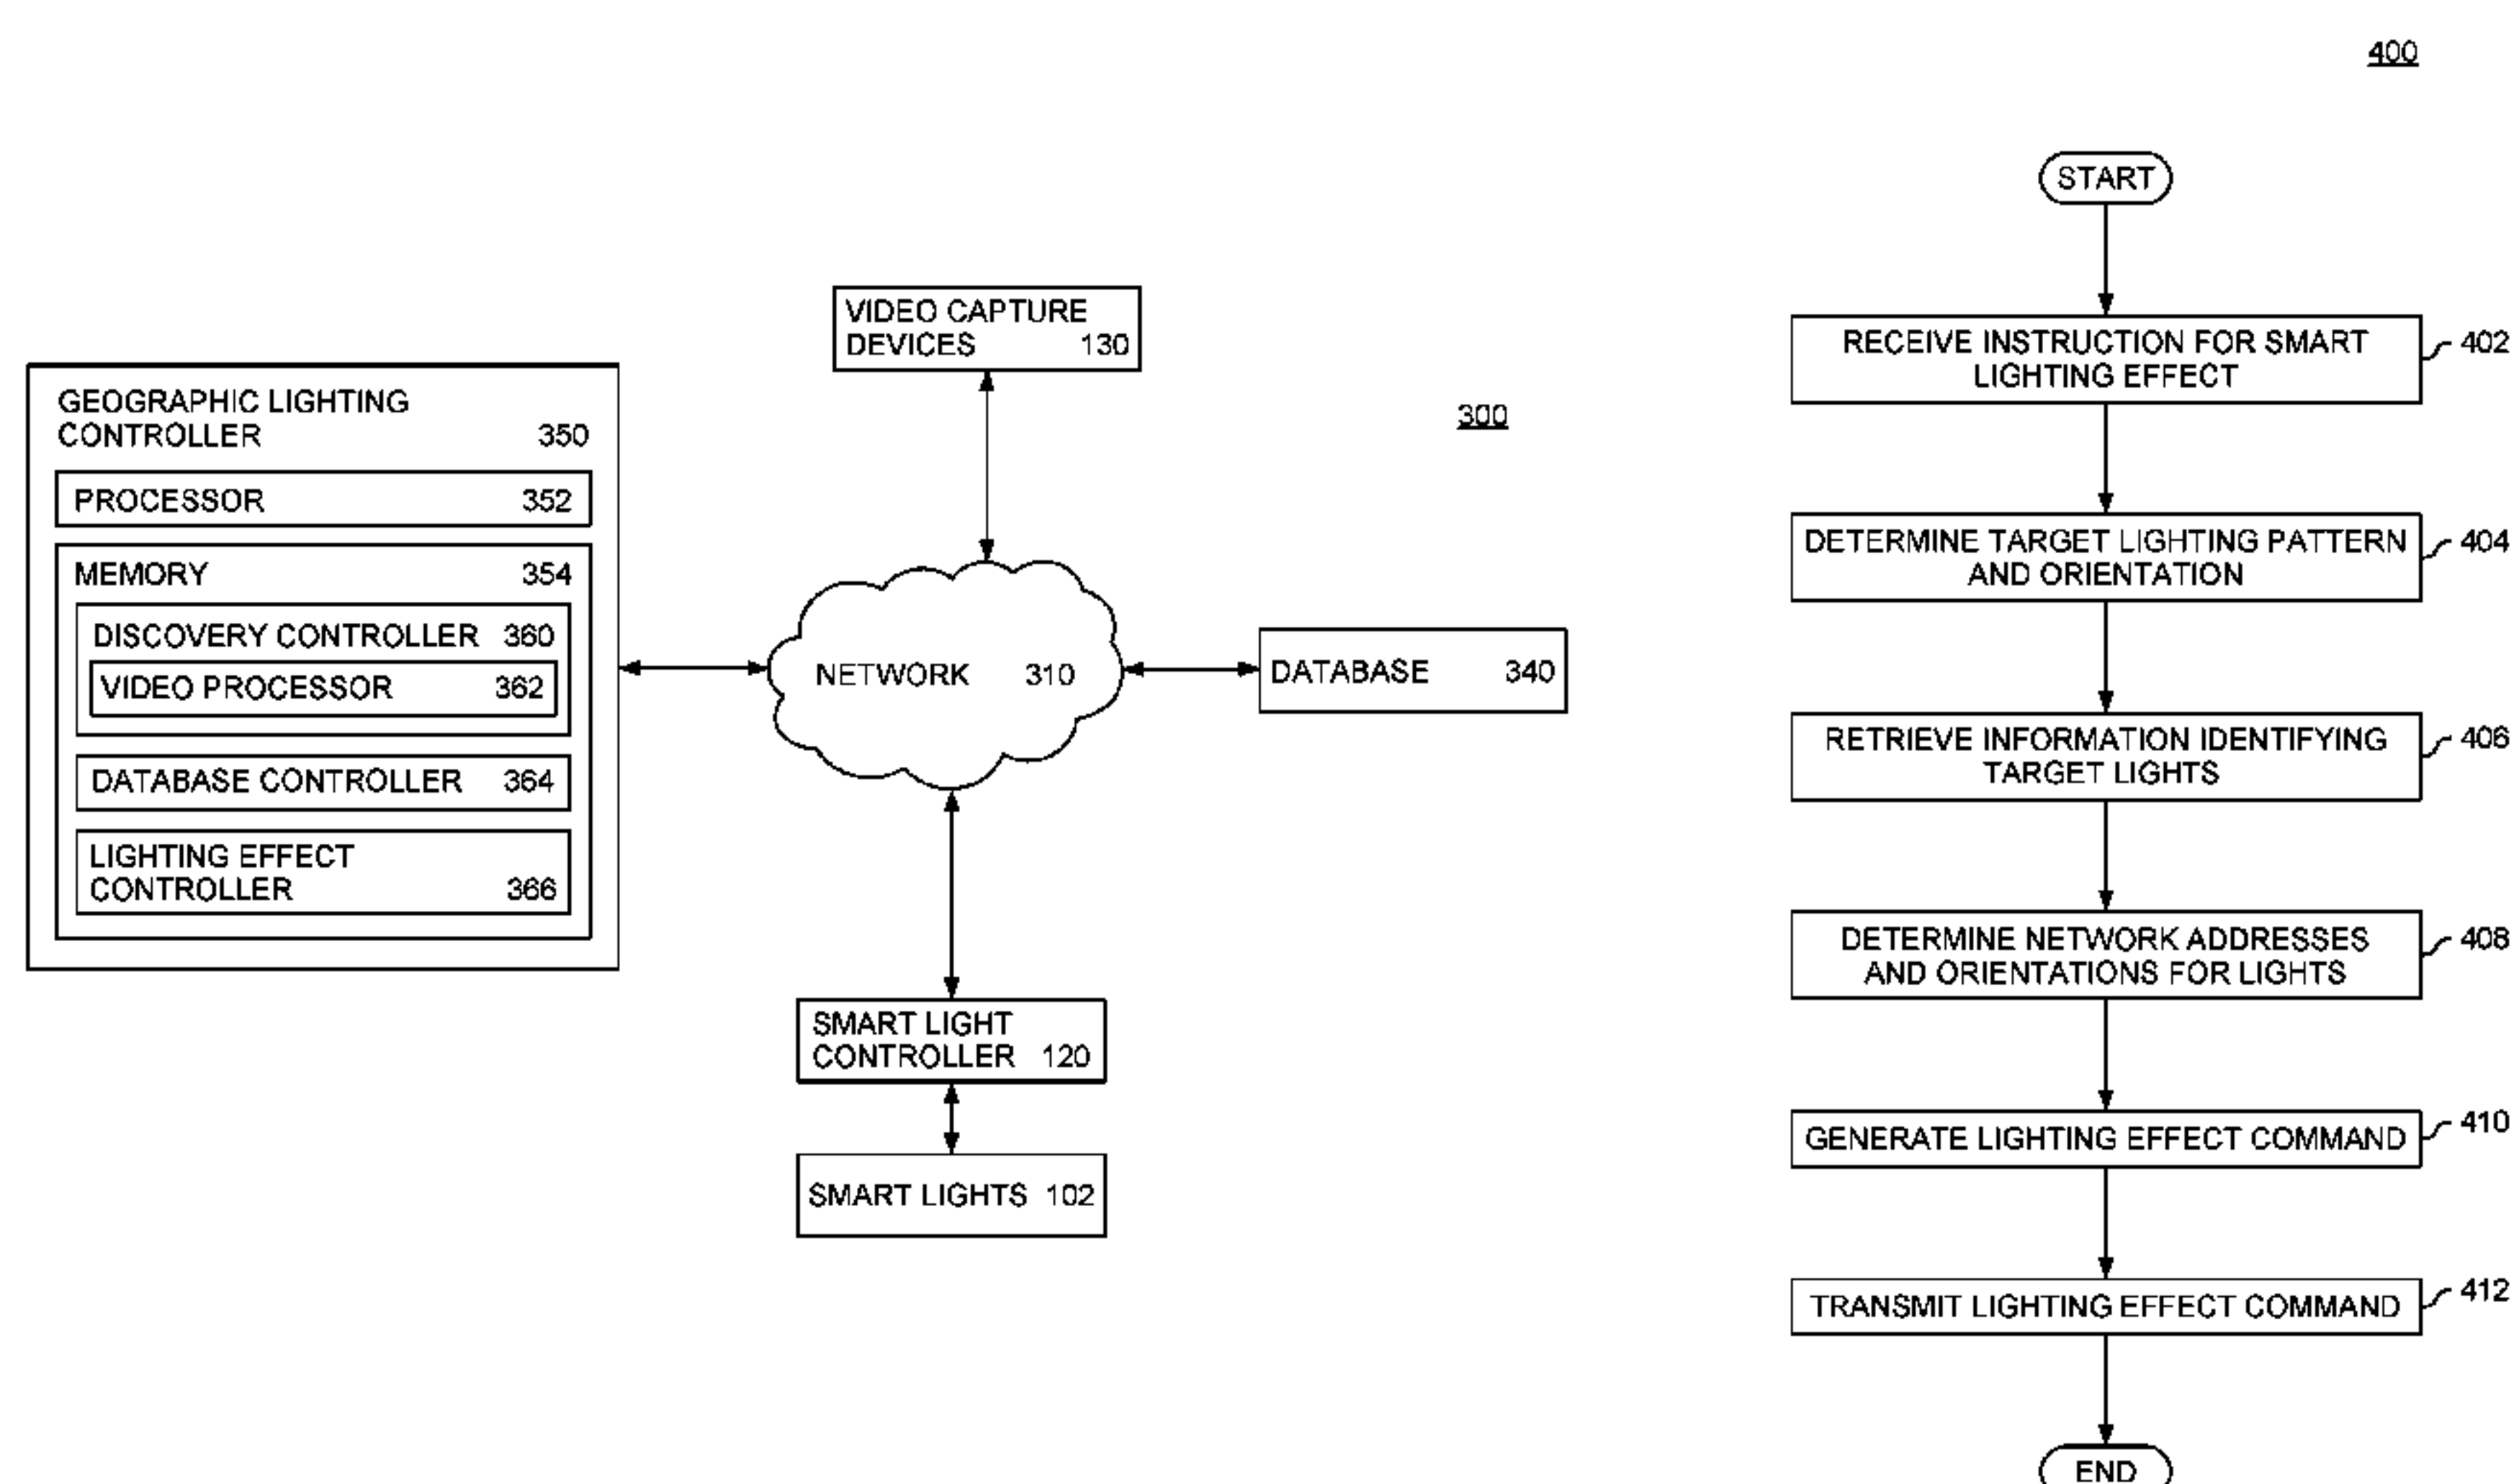 GEOGRAPHIC LIGHTING
CONTROLLER 350
PROCESSOR 352
MEMORY 354
DISCOVERY CONTROLLER 360
VIDEO PROCESSOR 362
DATABASE CONTROLLER 364
LIGHTING EFFECT
CONTROLLER 366
VIDEO CAPTURE
DEVICES 130
300
NETWORK 310
DATABASE 340
SMART LIGHT
CONTROLLER 120
SMART LIGHTS 102
400
START
RECEIVE INSTRUCTION FOR SMART
LIGHTING EFFECT
402
DETERMINE TARGET LIGHTING PATTERN
AND ORIENTATION
404
RETRIEVE INFORMATION IDENTIFYING
TARGET LIGHTS
406
DETERMINE NETWORK ADDRESSES
AND ORIENTATIONS FOR LIGHTS
408
GENERATE LIGHTING EFFECT COMMAND
410
TRANSMIT LIGHTING EFFECT COMMAND
412
END